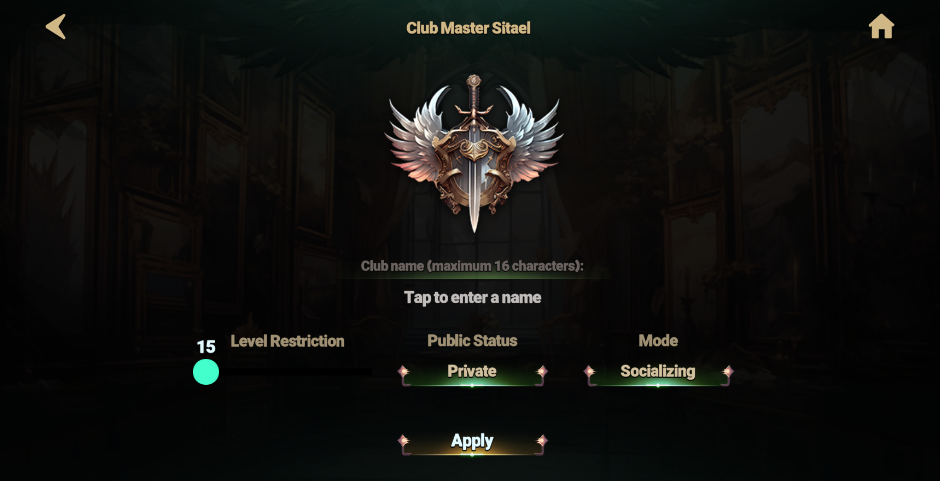 Club Master Sitael
Club name (maximum 16 characters):
Tap to enter a name
15
Level Restriction
Public Status
Mode
Private
Socializing
Apply